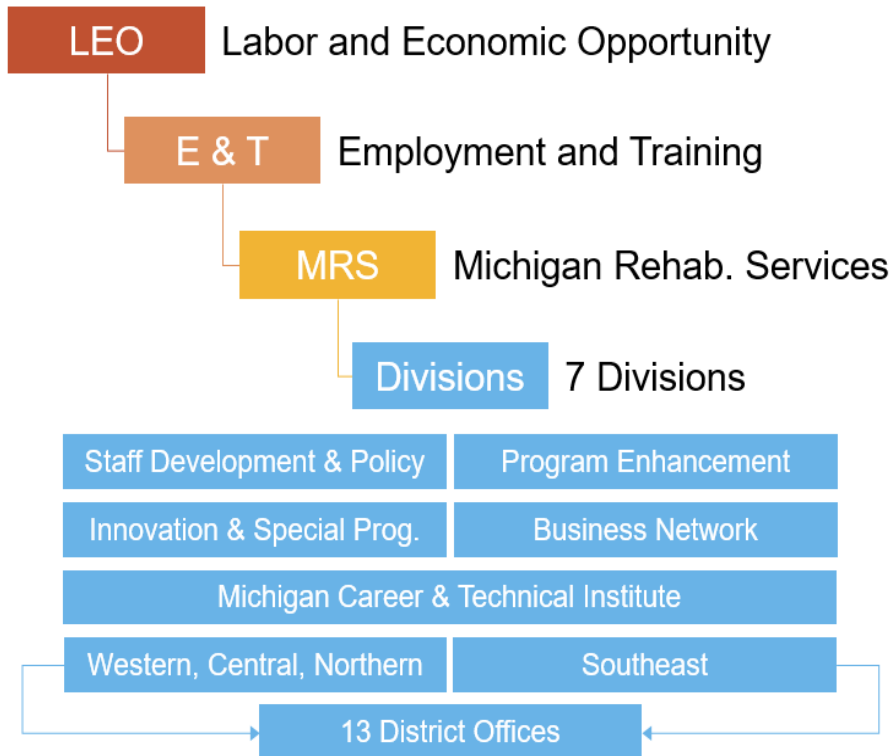 LEO Labor and Economic Opportunity
E & T Employment and Training
MRS Michigan Rehab. Services
Divisions 7 Divisions
Staff Development & Policy Program Enhancement
Innovation & Special Prog. Business Network
Michigan Career & Technical Institute
Western, Central, Northern Southeast
13 District Offices